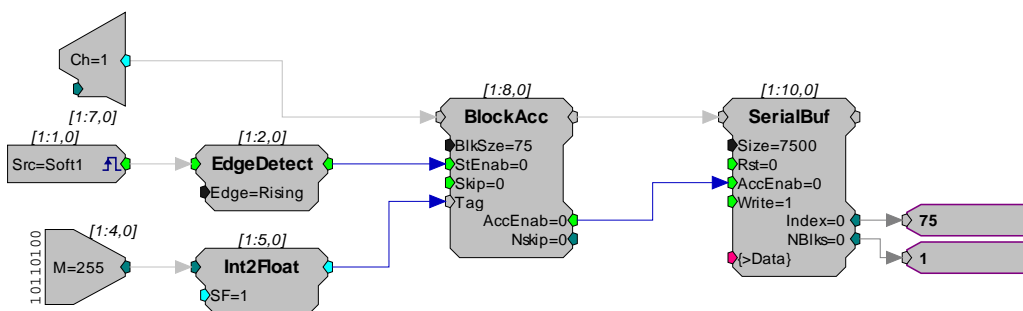 Ch=1
[1:7,0]
[1:1,0]
Src=Soft1
[1:2,0]
EdgeDetect
Edge=Rising
[1:4,0]
10110100
M=255
[1:5,0]
Int2Float
SF=1
[1:8,0]
BlockAcc
BlkSze=75
StEnab=0
Skip=0
Tag
AccEnab=0
Nskip=0
[1:10,0]
SerialBuf
Size=7500
Rst=0
AccEnab=0
Write=1
Index=0
NBlks=0
{>Data}
75
1